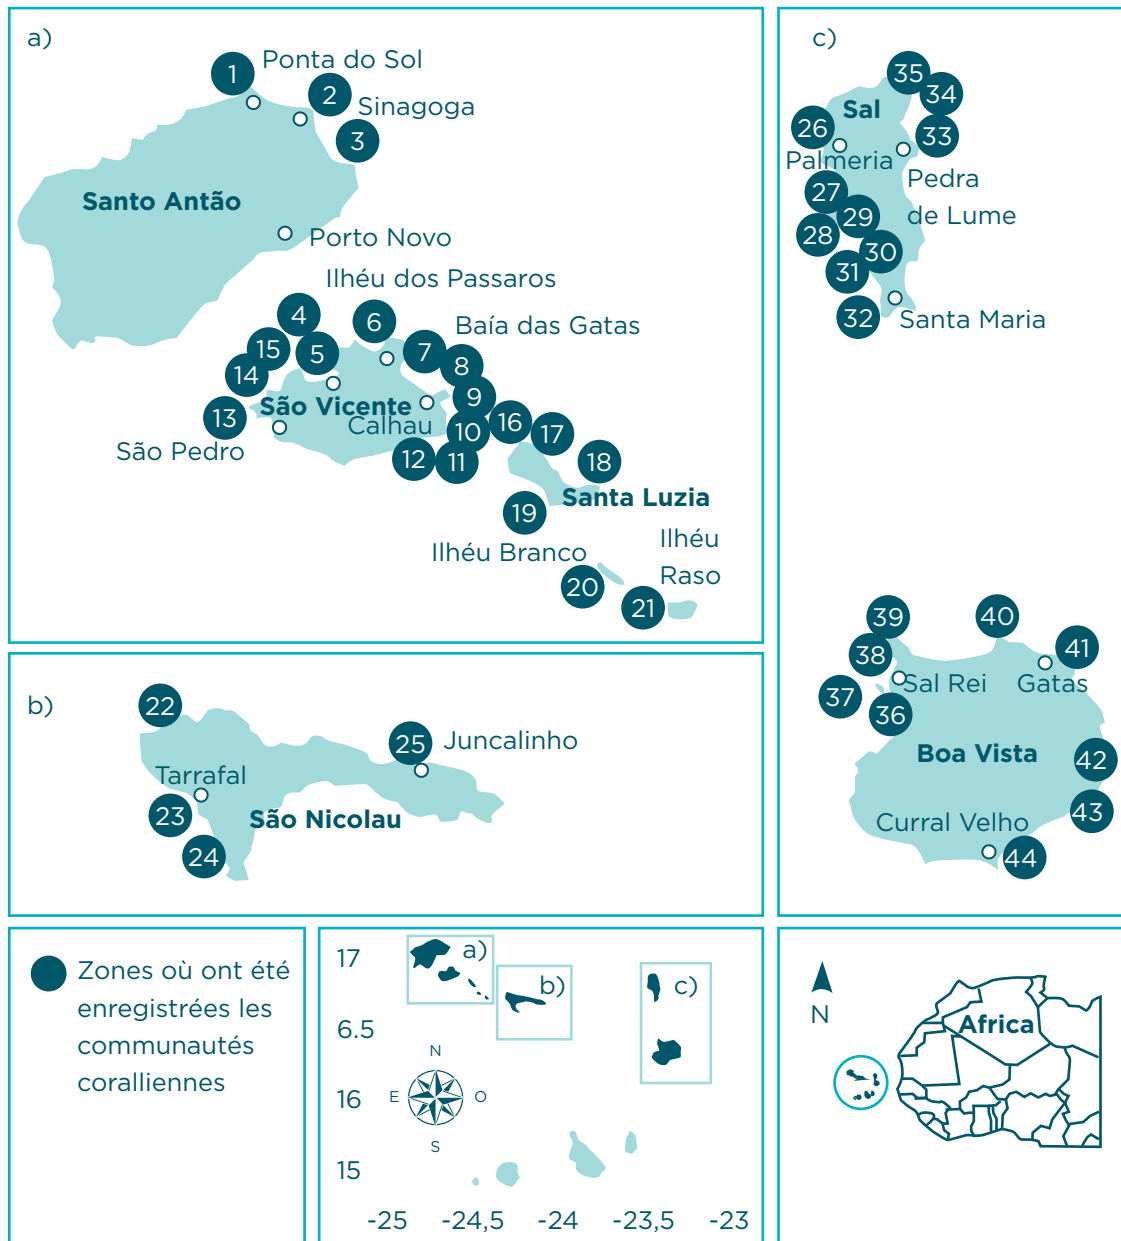 a)
1
Ponta do Sol
2
Sinagoga
3
Santo Antão
Porto Novo
Ilhéu dos Passaros
4
6
Baía das Gatas
15
5
7
8
14
9
13
São Vicente
16
Calhau
10
17
São Pedro
12
11
18
Santa Luzia
19
Ilhéu
Ilhéu Branco
Raso
20
21
b)
22
25
Juncalinho
Tarrafal
23
São Nicolau
24
c)
35
34
Sal
26
33
Palmeria
Pedra
27
de Lume
29
28
30
31
32
Santa Maria
39
40
38
41
Sal Rei
Gatas
37
36
Boa Vista
42
43
Curral Velho
44
Zones où ont été
enregistrées les
communautés
coralliennes
17
6.5
16
15
a)
b)
c)
N
E
O
S
-25
-24,5
-24
-23,5
-23
N
Africa